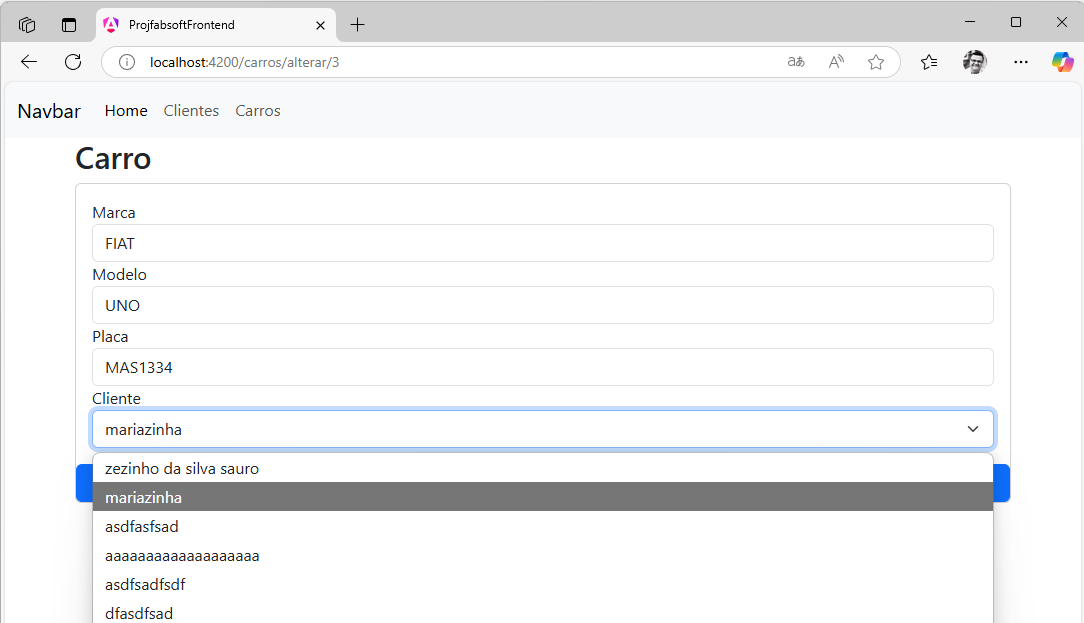 ProjfabsoftFrontend
localhost:4200/carros/alterar/3
Navbar Home Clientes Carros
Carro
Marca
FIAT
Modelo
UNO
Placa
MAS1334
Cliente
mariazinha
zezinho da silva sauro
mariazinha
asdfasfsad
aaaaaaaaaaaaaaaaaaa
asdfsadfsdf
dfasdfsad